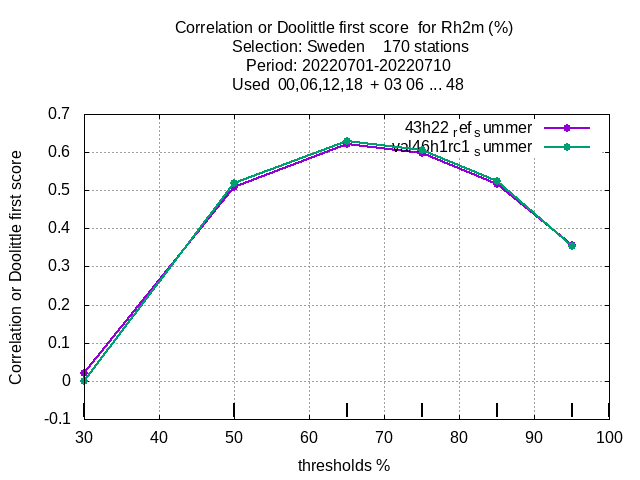 Correlation or Doolittle first score  for Rh2m (%)
Selection: Sweden    170 stations
Period: 20220701-20220710
Used  00,06,12,18  + 03 06 ... 48
43h22 ref summer
val46h1rc1 summer
Correlation or Doolittle first score
0.7
0.6
0.5
0.4
0.3
0.2
0.1
0
-0.1
30 40 50 60 70 80 90 100
thresholds %